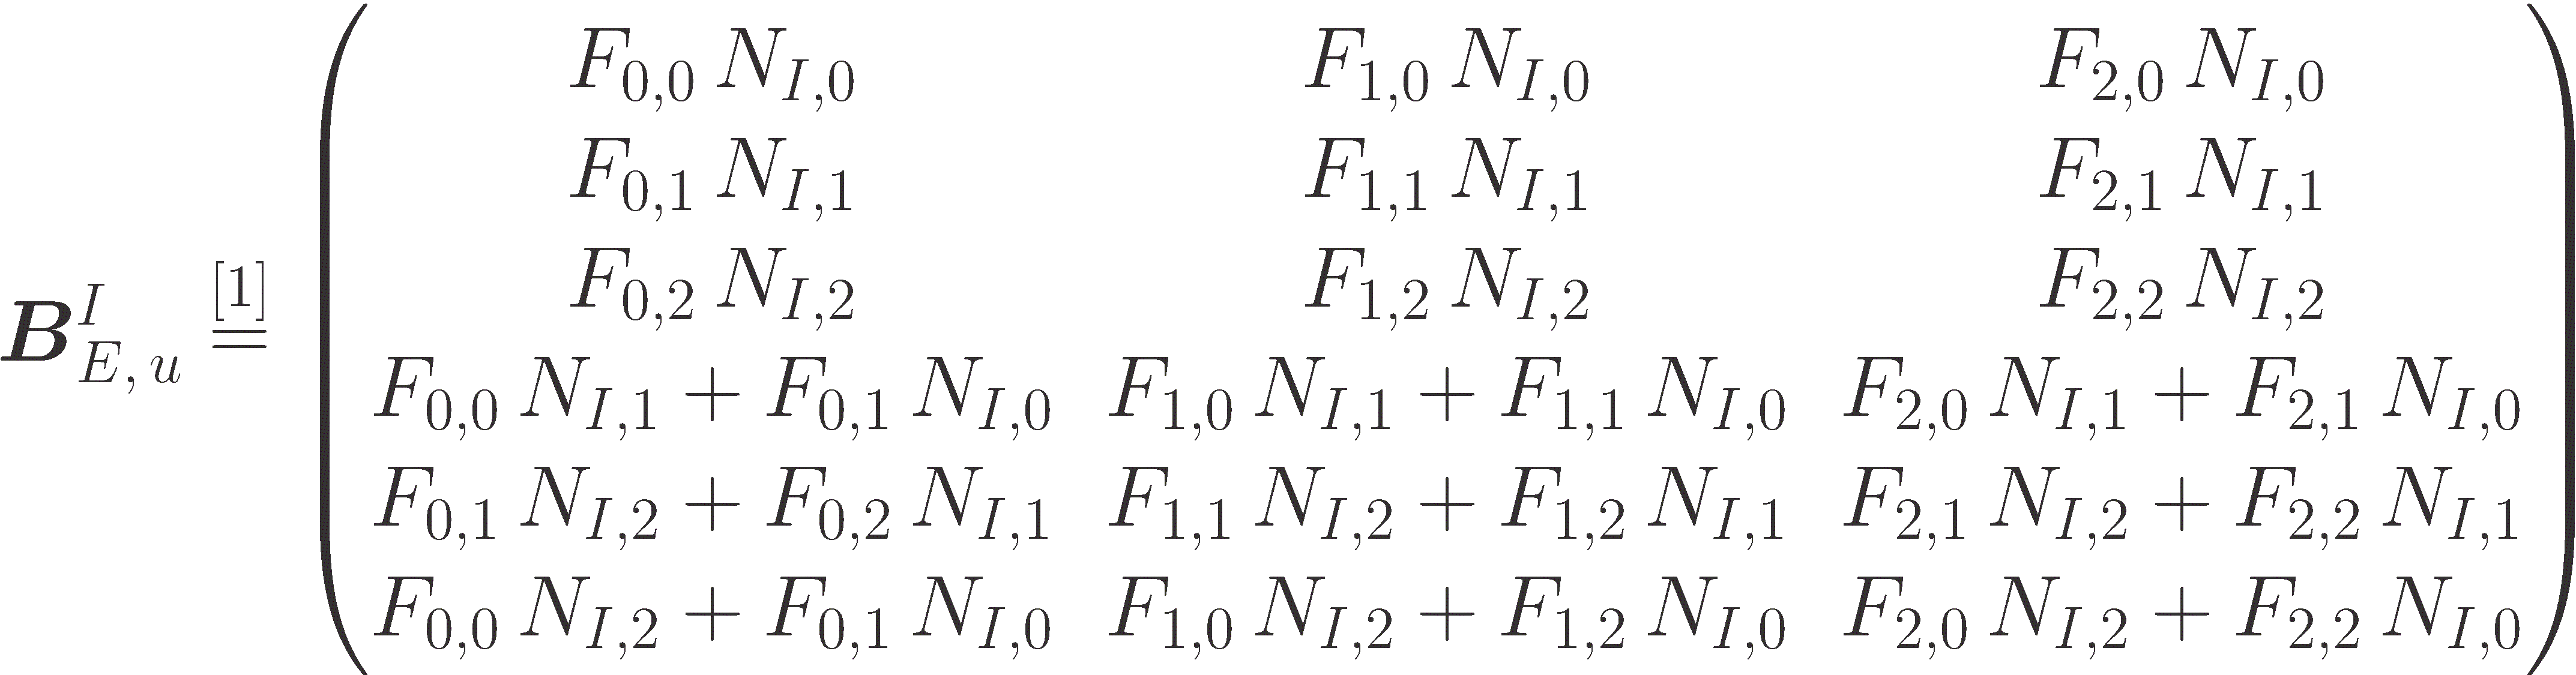 F_{0,0} N_{I,0} F_{1,0} N_{I,0} F_{2,0} N_{I,0}
F_{0,1} N_{I,1} F_{1,1} N_{I,1} F_{2,1} N_{I,1}
F_{0,2} N_{I,2} F_{1,2} N_{I,2} F_{2,2} N_{I,2}
B^{I}_{E, u} \overset{[1]}{=}
F_{0,0} N_{I,1} + F_{0,1} N_{I,0} F_{1,0} N_{I,1} + F_{1,1} N_{I,0} F_{2,0} N_{I,1} + F_{2,1} N_{I,0}
F_{0,1} N_{I,2} + F_{0,2} N_{I,1} F_{1,1} N_{I,2} + F_{1,2} N_{I,1} F_{2,1} N_{I,2} + F_{2,2} N_{I,1}
F_{0,0} N_{I,2} + F_{0,1} N_{I,0} F_{1,0} N_{I,2} + F_{1,2} N_{I,0} F_{2,0} N_{I,2} + F_{2,2} N_{I,0}